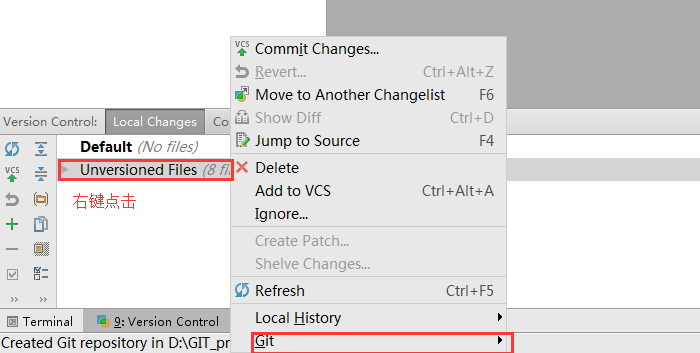 VCS Commit Changes...
Revert... Ctrl+Alt+Z
Move to Another Changelist F6
Show Diff Ctrl+D
Version Control: Local Changes Co
Jump to Source F4
Default (No files)
Delete
VCS Unversioned Files (8 fil
Add to VCS Ctrl+Alt+A
右键点击
Ignore...
Create Patch...
Shelve Changes...
Refresh Ctrl+F5
Local History
Terminal 9: Version Control
Git
Created Git repository in D:\GIT_pr